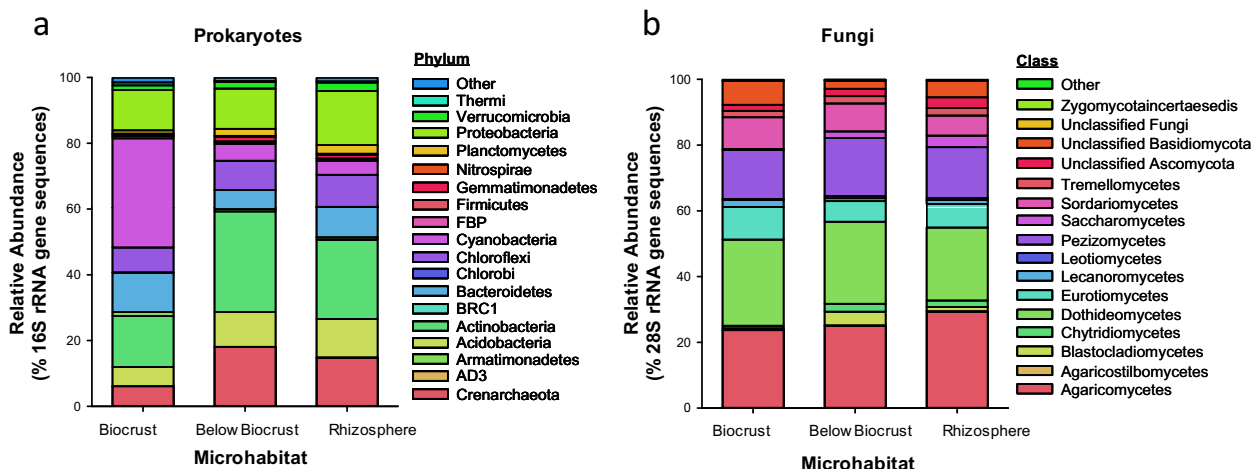 a
Prokaryotes
Relative Abundance
(% 16S rRNA gene sequences)
100
80
60
40
20
0
Biocrust
Below Biocrust
Rhizosphere
Microhabitat
Phylum
Other
Thermi
Verrucomicrobia
Proteobacteria
Planctomycetes
Nitrospirae
Gemmatimonadetes
Firmicutes
FBP
Cyanobacteria
Chloroflexi
Chlorobi
Bacteroidetes
BRC1
Actinobacteria
Acidobacteria
Armatimonadetes
AD3
Crenarchaeota
b
Fungi
Relative Abundance
(% 28S rRNA gene sequences)
100
80
60
40
20
0
Biocrust
Below Biocrust
Rhizosphere
Microhabitat
Class
Other
Zygomycotaincertaesedis
Unclassified Fungi
Unclassified Basidiomycota
Unclassified Ascomycota
Tremellomycetes
Sordariomycetes
Saccharomycetes
Pezizomycetes
Leotiomycetes
Lecanoromycetes
Eurotiomycetes
Dothideomycetes
Chytridiomycetes
Blastocladiomycetes
Agaricostilbomycetes
Agaricomycetes